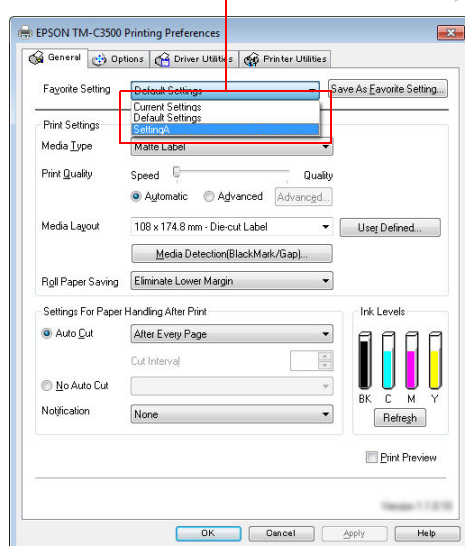 EPSON TM-C3500 Printing Preferences
General Options Driver Utilities Printer Utilities
Favorite Setting Default Settings Save As Favorite Setting...
Current Settings
Default Settings
SettingA
Print Settings
Media Type Matte Label
Print Quality Speed Quality
Automatic Advanced Advanced...
Media Layout 108 x 174.8 mm - Die-cut Label User Defined...
Media Detection(BlackMark/Gap)...
Roll Paper Saving Eliminate Lower Margin
Settings For Paper Handling After Print Ink Levels
Auto Cut After Every Page
Cut Interval
No Auto Cut
BK C M Y
Notification None Refresh
Print Preview
OK Cancel Apply Help